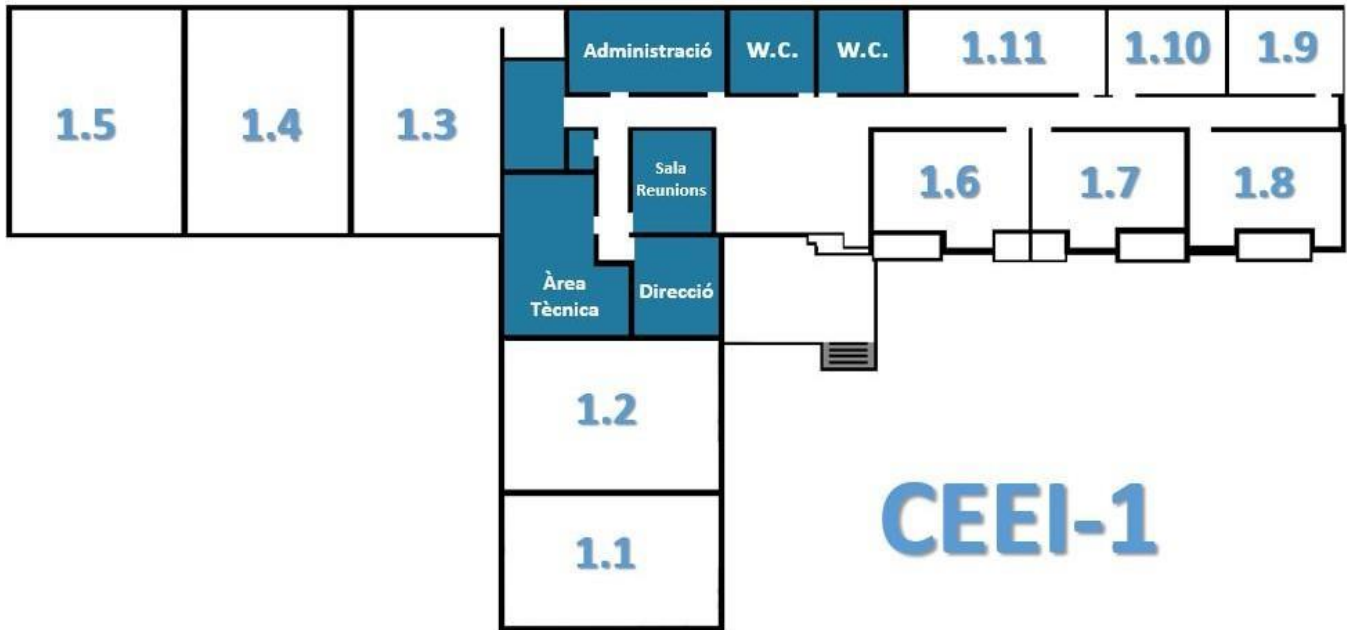 Administració
W.C.
W.C.
1.11
1.10
1.9
1.5
1.4
1.3
Sala
Reunions
1.6
1.7
1.8
Àrea
Tècnica
Direcció
1.2
CEEI-1
1.1